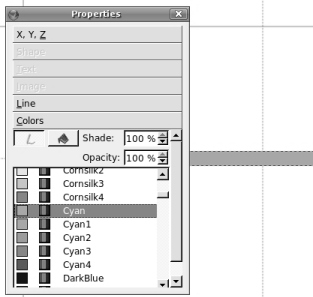 Properties
X, Y, Z
Shape
Text
Image
Line
Colors
Shade: 100 %
Opacity: 100 %
Cornsilk2
Cornsilk3
Cornsilk4
Cyan
Cyan1
Cyan2
Cyan3
Cyan4
DarkBlue